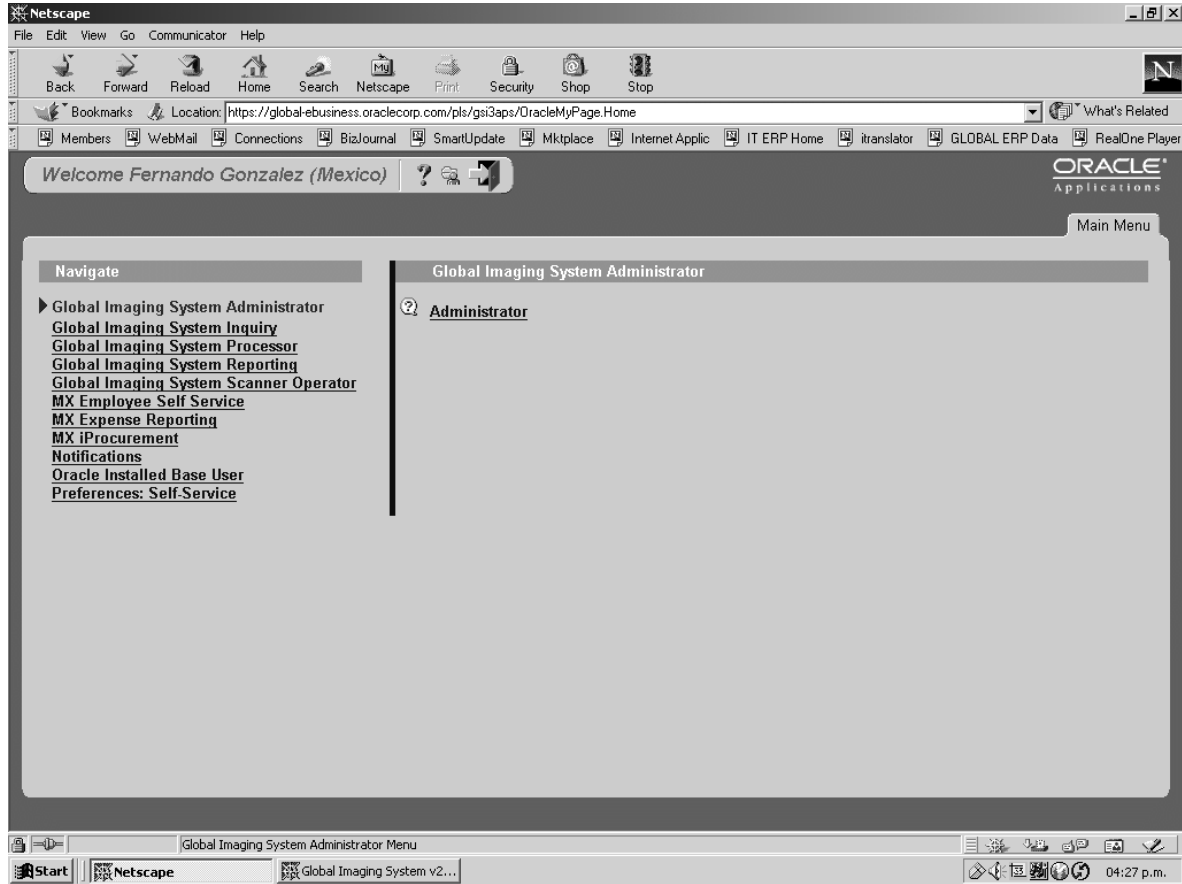 Netscape
File Edit View Go Communicator Help
Back Forward Reload Home Search Netscape Print Security Shop Stop
My
N
Bookmarks Location: https://global-ebusiness.oraclecorp.com/pls/gsi3aps/OracleMyPage.Home What's Related
Members WebMail Connections BizJournal SmartUpdate Mktplace Internet Applic IT ERP Home itranslator GLOBAL ERP Data RealOne Player
Welcome Fernando Gonzalez (Mexico) ?
ORACLE
Applications
Main Menu
Navigate
Global Imaging System Administrator
Global Imaging System Inquiry
Global Imaging System Processor
Global Imaging System Reporting
Global Imaging System Scanner Operator
MX Employee Self Service
MX Expense Reporting
MX iProcurement
Notifications
Oracle Installed Base User
Preferences: Self-Service
Global Imaging System Administrator
? Administrator
Global Imaging System Administrator Menu
Start Netscape Global Imaging System v2... 04:27 p.m.